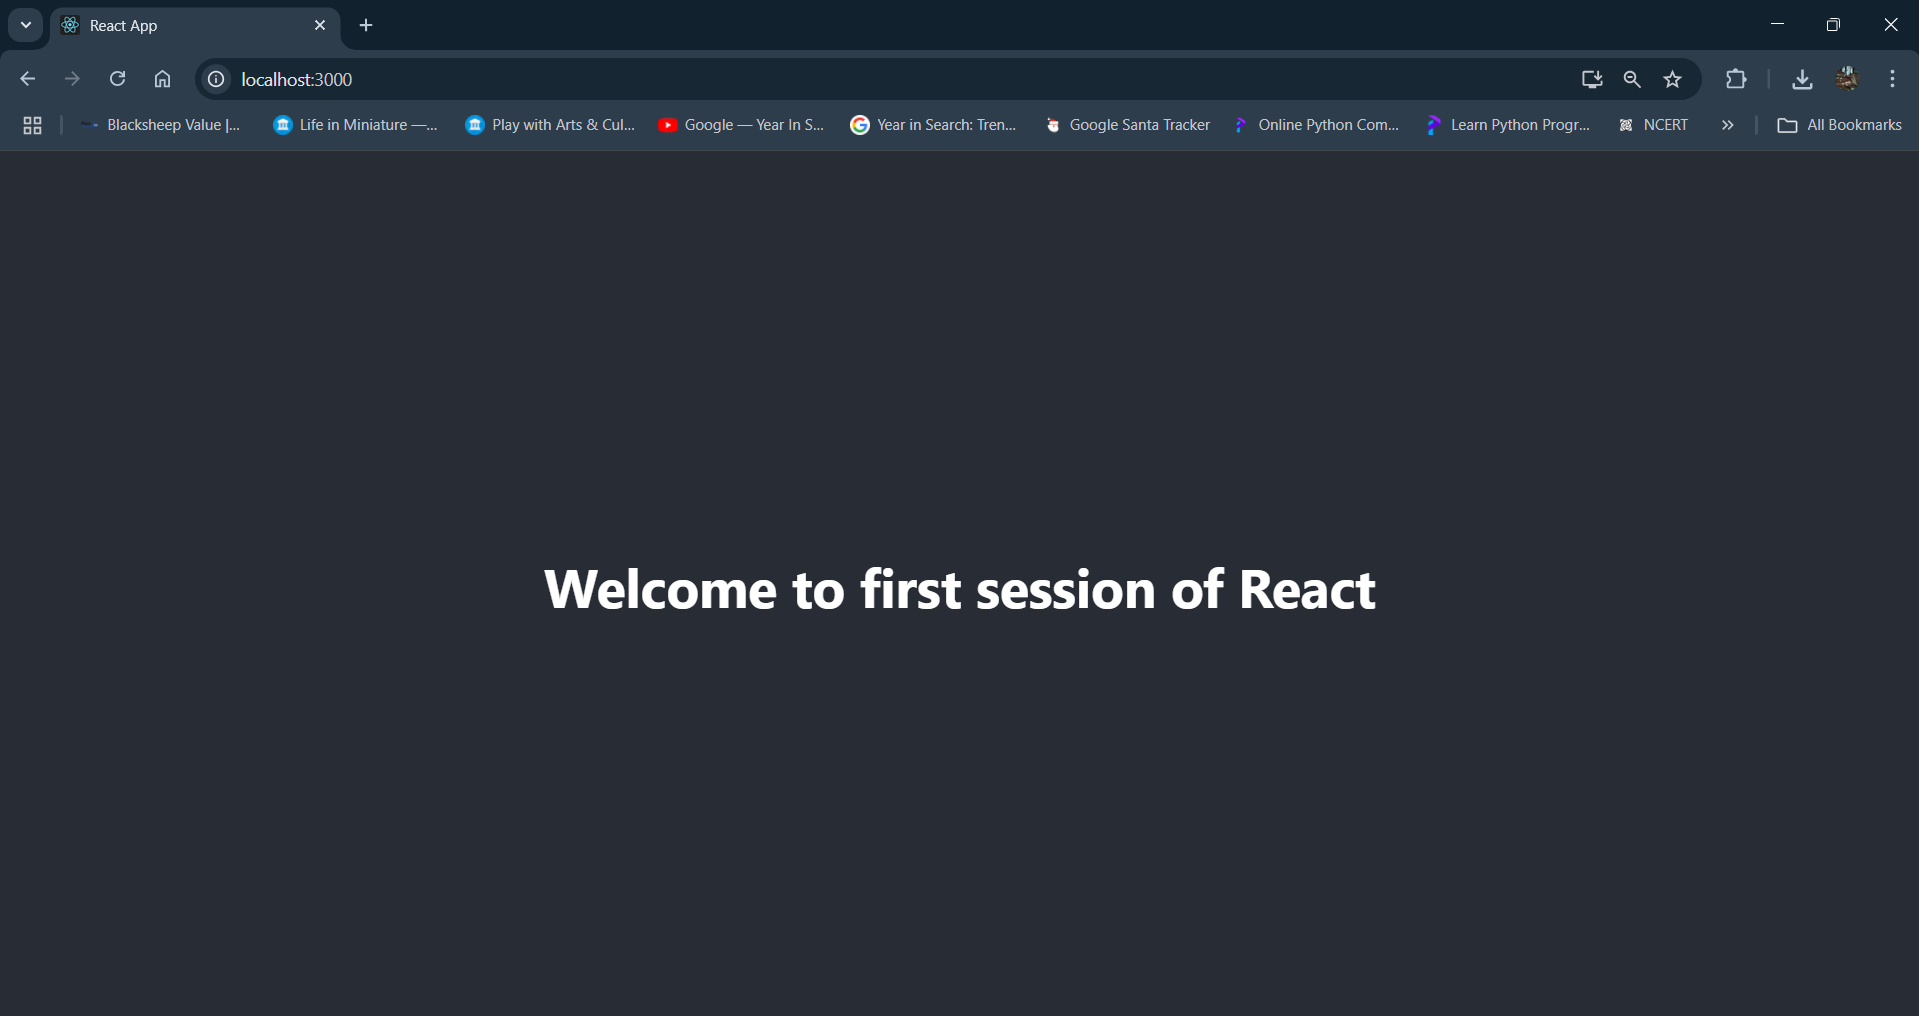 React App
localhost:3000
Blacksheep Value |...
Life in Miniature —...
Play with Arts & Cul...
Google — Year In S...
Year in Search: Tren...
Google Santa Tracker
Online Python Com...
Learn Python Progr...
NCERT
All Bookmarks
Welcome to first session of React